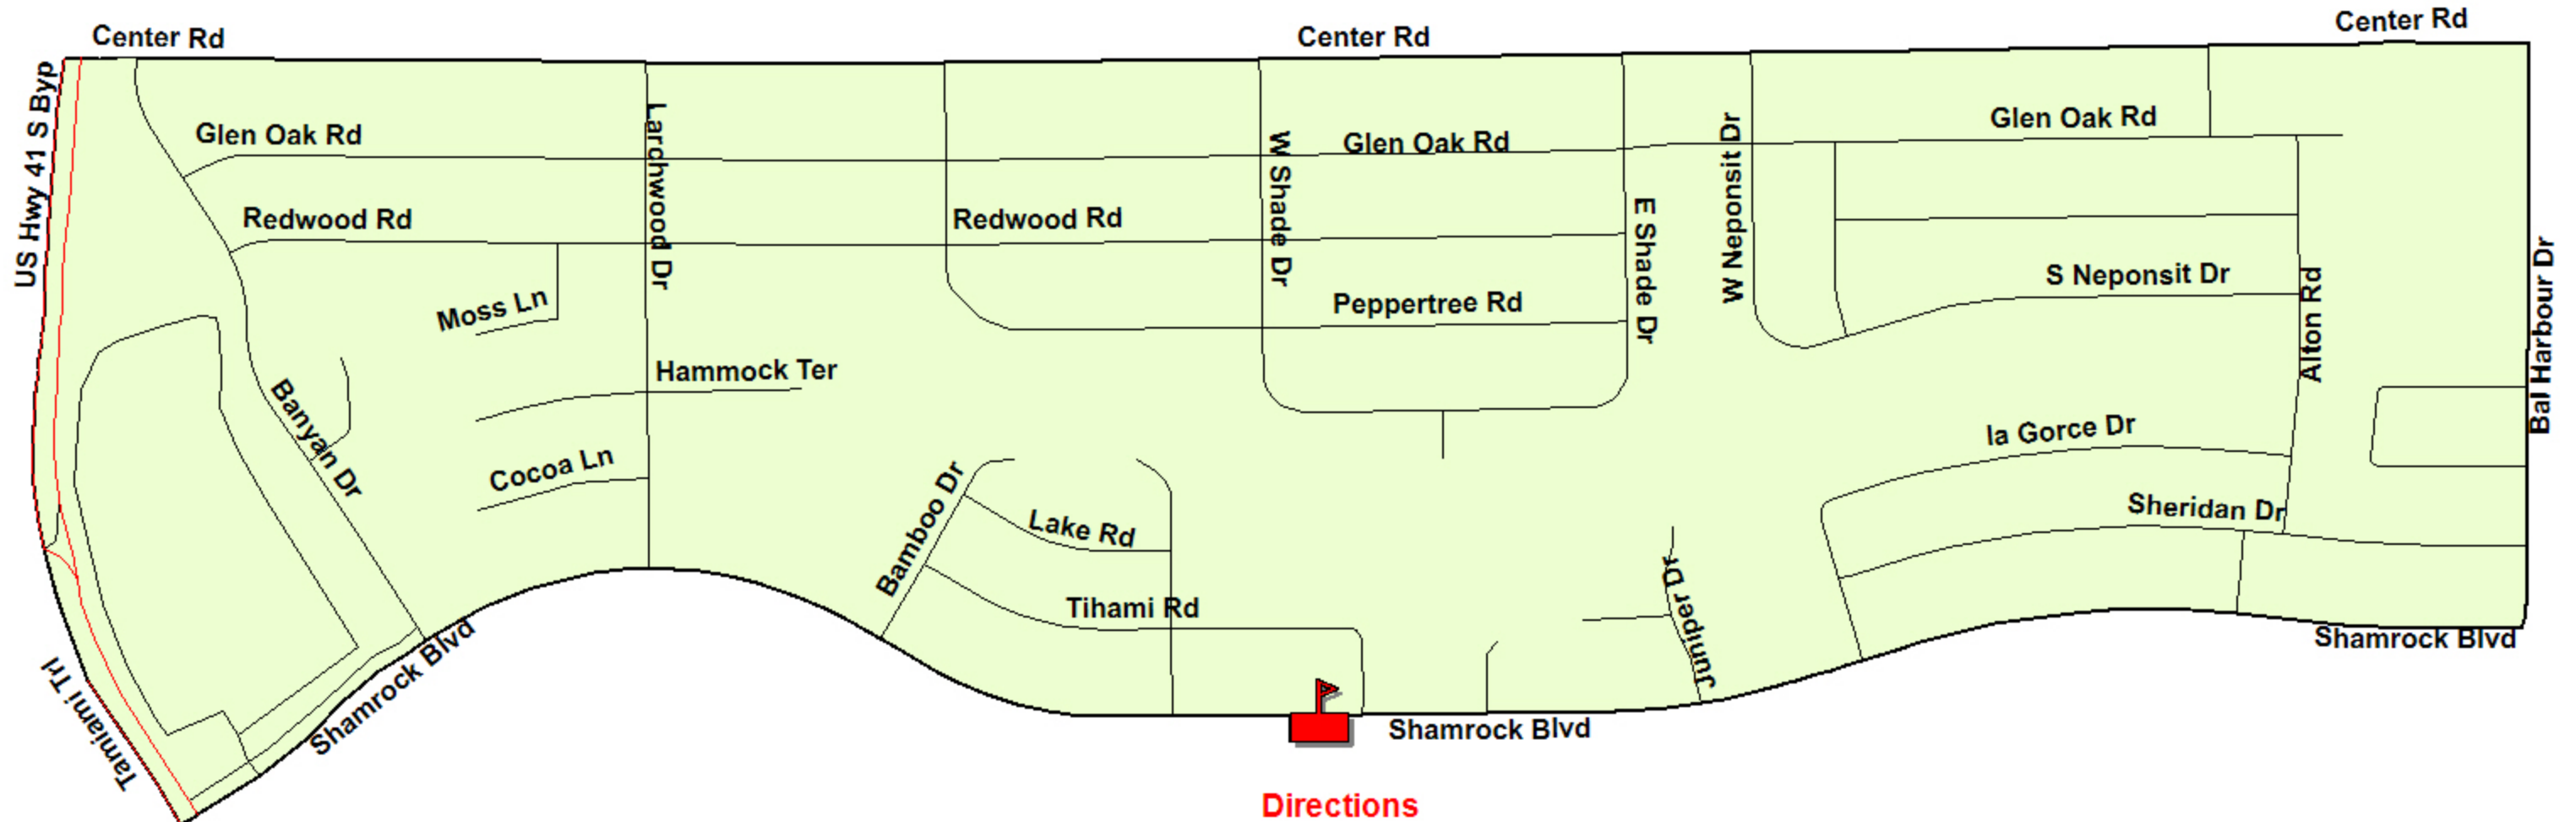 Center Rd
Center Rd
Center Rd
US Hwy 41 S Byp
Glen Oak Rd
Larchwood Dr
W Shade Dr
Glen Oak Rd
W Neponsit Dr
Glen Oak Rd
Redwood Rd
Redwood Rd
E Shade Dr
Moss Ln
Peppertree Rd
S Neponsit Dr
Alton Rd
Bal Harbour Dr
Hammock Ter
Banyan Dr
Cocoa Ln
la Gorce Dr
Bamboo Dr
Lake Rd
Sheridan Dr
Juniper Dr
Tihami Rd
Tamiami Trl
Shamrock Blvd
Shamrock Blvd
Shamrock Blvd
Directions